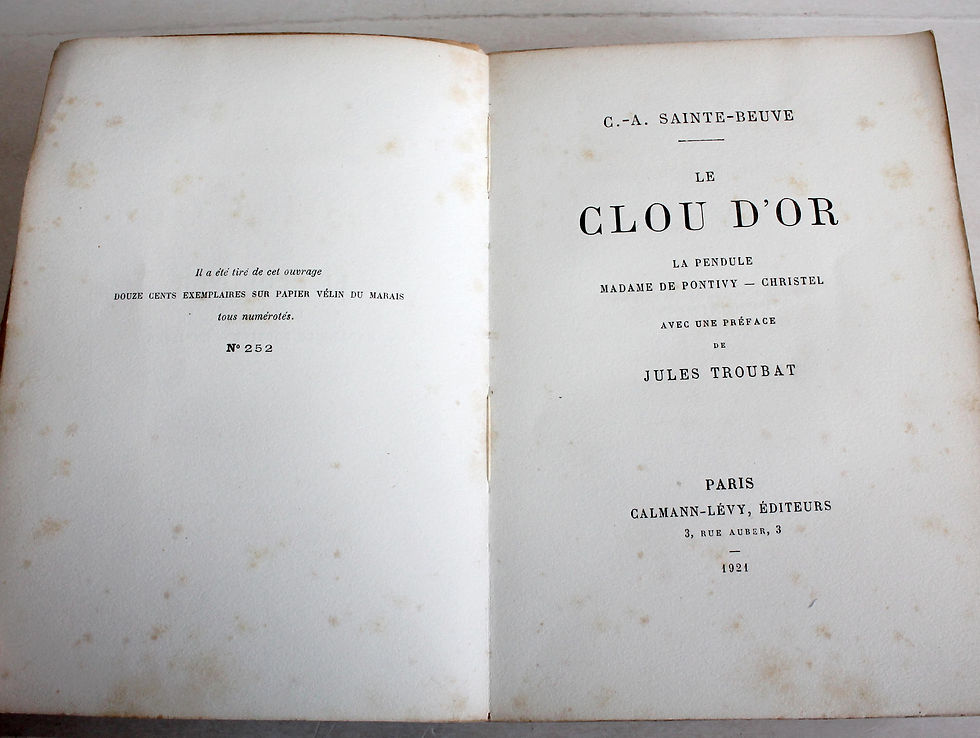 Il a été tiré de cet ouvrage
DOUZE CENTS EXEMPLAIRES SUR PAPIER VÉLIN DU MARAIS
tous numérotés.
Nº 252
C.-A. SAINTE-BEUVE
LE
CLOU D'OR
LA PENDULE
MADAME DE PONTIVY — CHRISTEL
AVEC UNE PRÉFACE
DE
JULES TROUBAT
PARIS
CALMANN-LÉVY, ÉDITEURS
3, RUE AUBER, 3
1921